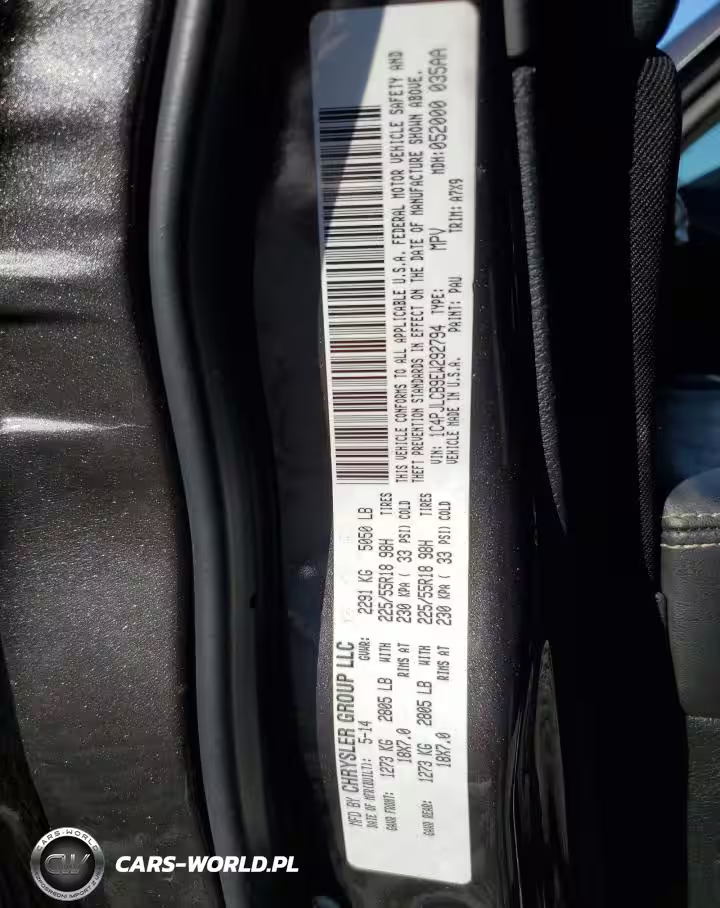 MFD BY CHRYSLER GROUP LLC
DATE OF MFR(BUILT): 5-14 GVWR: 2291 KG 5050 LB
GAWR FRONT: 1273 KG 2805 LB WITH 225/55R18 98H TIRES
18X7.0 RIMS AT 230 KPA ( 33 PSI) COLD
GAWR REAR: 1273 KG 2805 LB WITH 225/55R18 98H TIRES
18X7.0 RIMS AT 230 KPA ( 33 PSI) COLD
THIS VEHICLE CONFORMS TO ALL APPLICABLE U.S.A. FEDERAL MOTOR VEHICLE SAFETY AND
THEFT PREVENTION STANDARDS IN EFFECT ON THE DATE OF MANUFACTURE SHOWN ABOVE.
VIN: 1C4PJLCB9EW292794 TYPE: MPV MDH:052000 035AA
VEHICLE MADE IN U.S.A. PAINT: PAU TRIM: A7X9
CARS-WORLD
CW
CARS-WORLD.PL